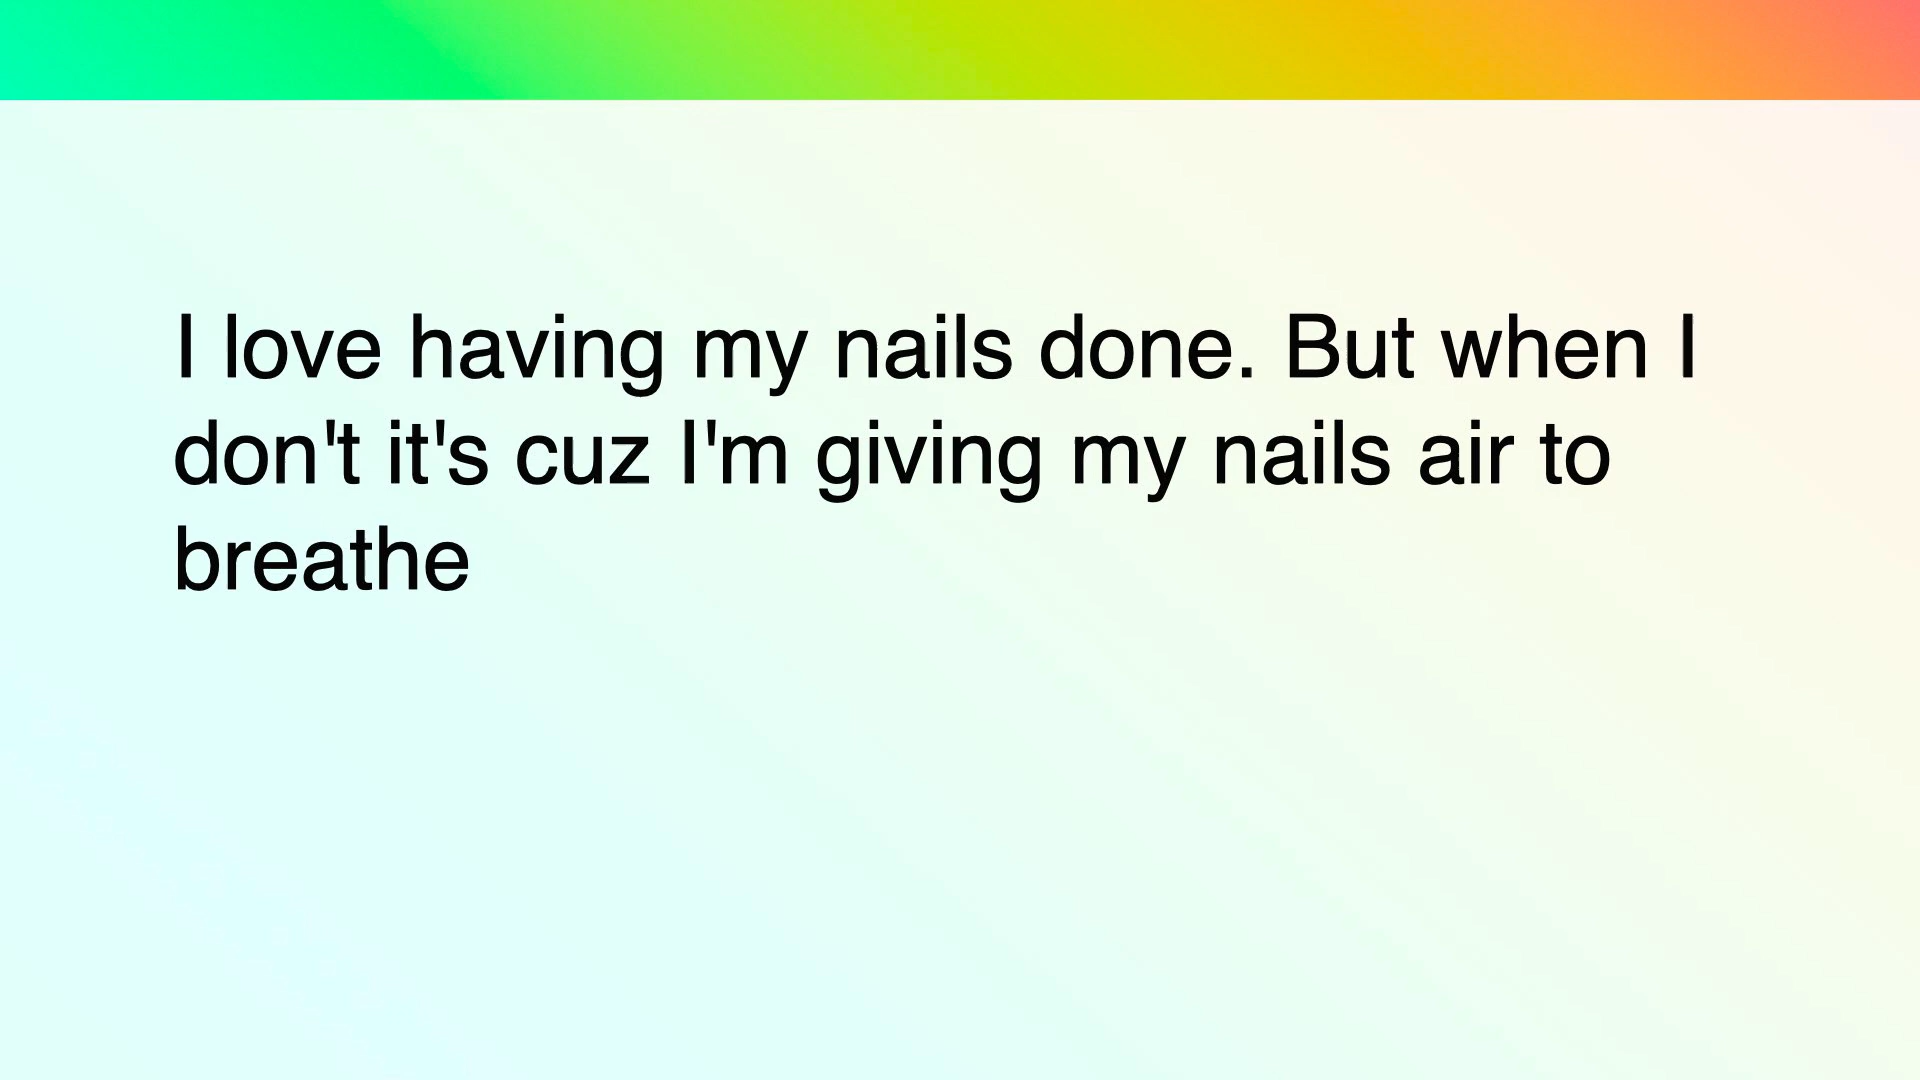 I love having my nails done. But when I
don't it's cuz I'm giving my nails air to
breathe